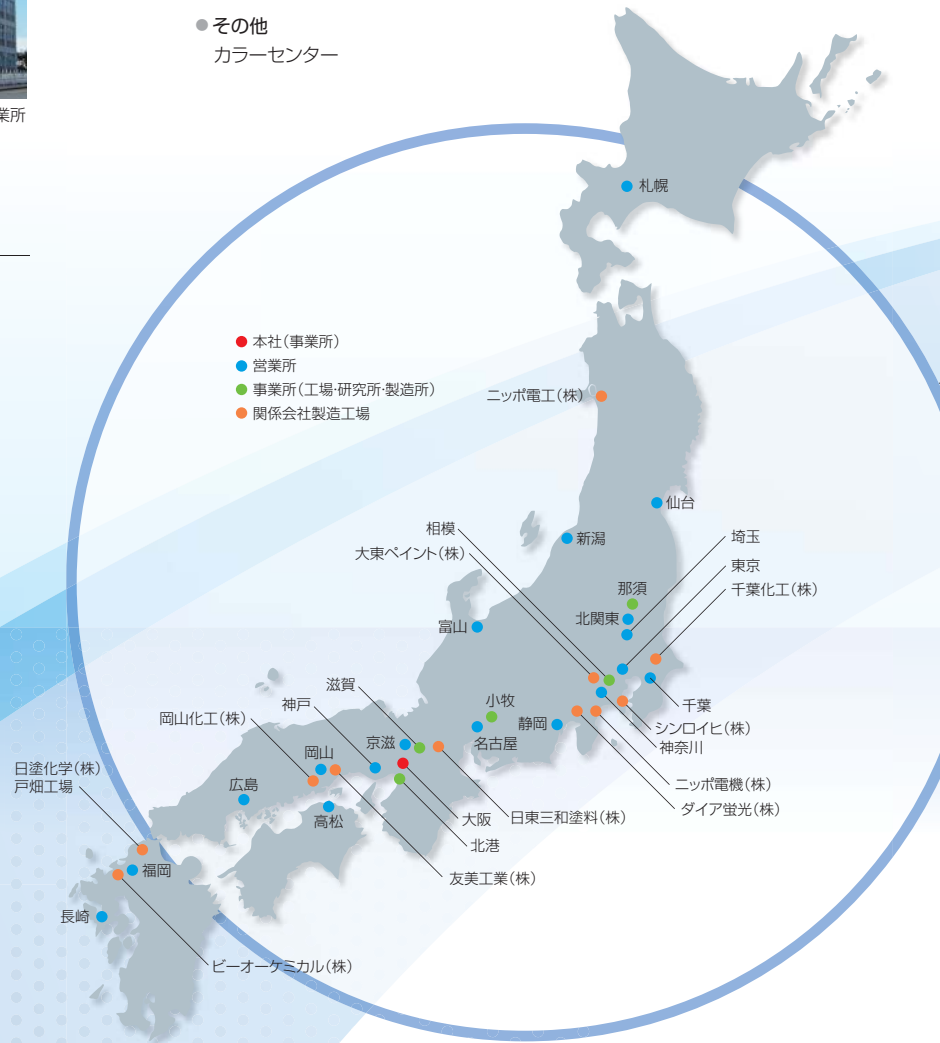 その他
カラーセンター
業所
札幌
本社(事業所)
営業所
事業所(工場・研究所・製造所)
関係会社製造工場
ニッポ電工(株)
仙台
相模
新潟
埼玉
大東ペイント(株)
東京
那須
千葉化工(株)
北関東
富山
滋賀
小牧
千葉
神戸
静岡
岡山化工(株)
シンロイヒ(株)
京滋
名古屋
神奈川
岡山
日塗化学(株)
戸畑工場
広島
ニッポ電機(株)
高松
大阪
日東三和塗料(株)
ダイア蛍光(株)
北港
福岡
友美工業(株)
長崎
ビーオーケミカル(株)